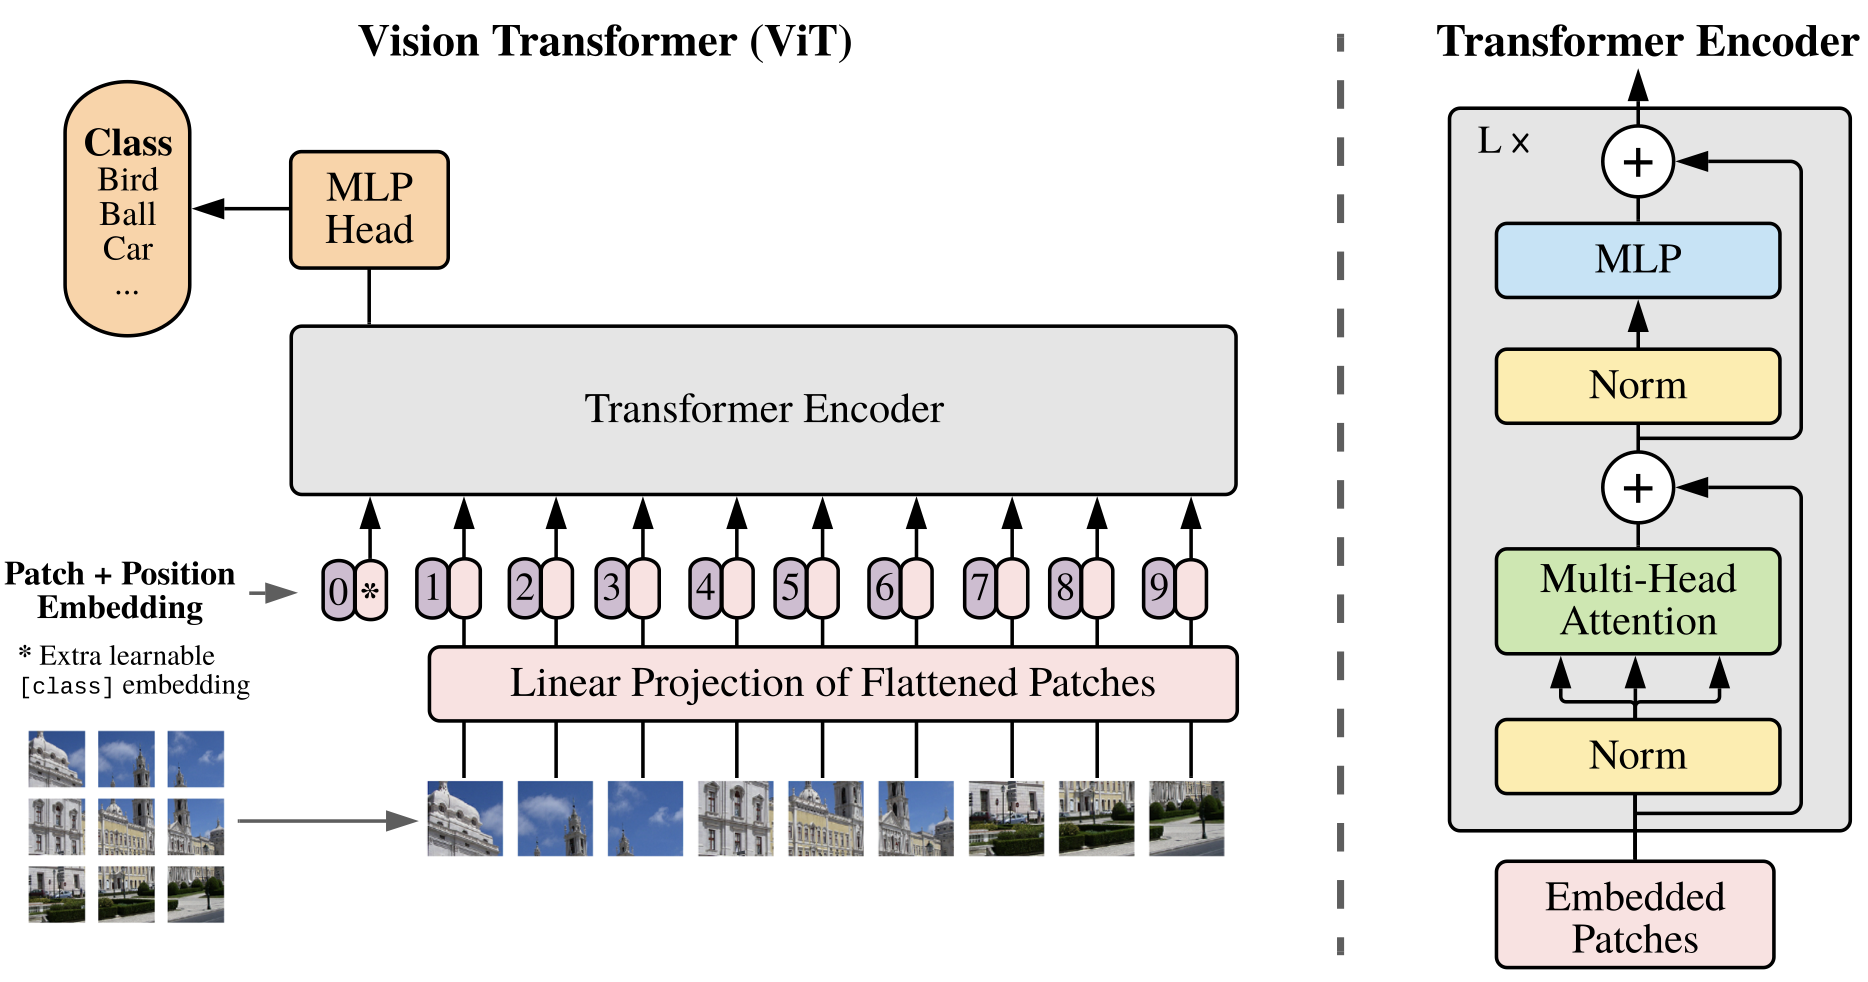 Vision Transformer (ViT)
Class
Bird
Ball
Car
...
MLP
Head
Transformer Encoder
Patch + Position
Embedding
0 * 1 2 3 4 5 6 7 8 9
* Extra learnable
[class] embedding
Linear Projection of Flattened Patches
Transformer Encoder
L ×
+
MLP
Norm
+
Multi-Head
Attention
Norm
Embedded
Patches